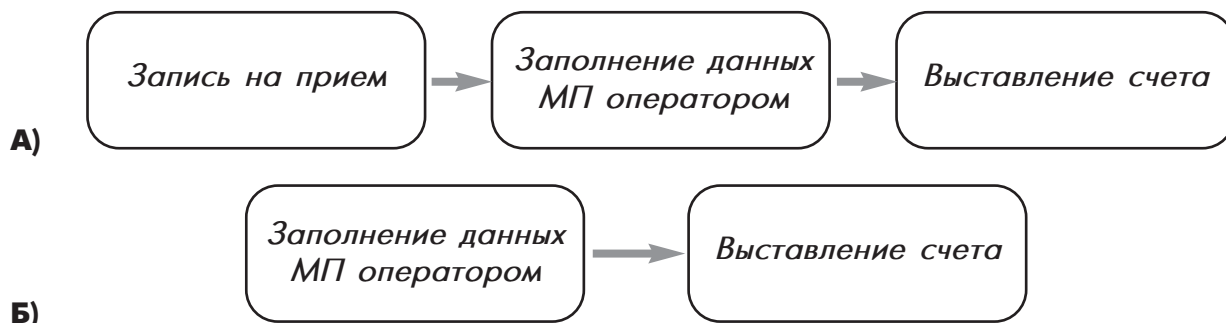 Запись на прием
Заполнение данных
МП оператором
Выставление счета
А)
Заполнение данных
МП оператором
Выставление счета
Б)